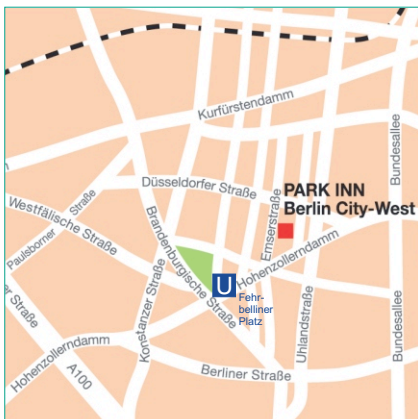 Kurfürstendamm
Bundesallee
Düsseldorfer Straße
PARK INN
Berlin City-West
Straße
Paulsborner
Westfälische Straße
Brandenburgische Straße
Emserstraße
Hohenzollerndamm
U
Fehr-
belliner
Platz
Konstanzer Straße
Uhlandstraße
Bundesallee
er Straße
Hohenzollerndamm
A100
Berliner Straße